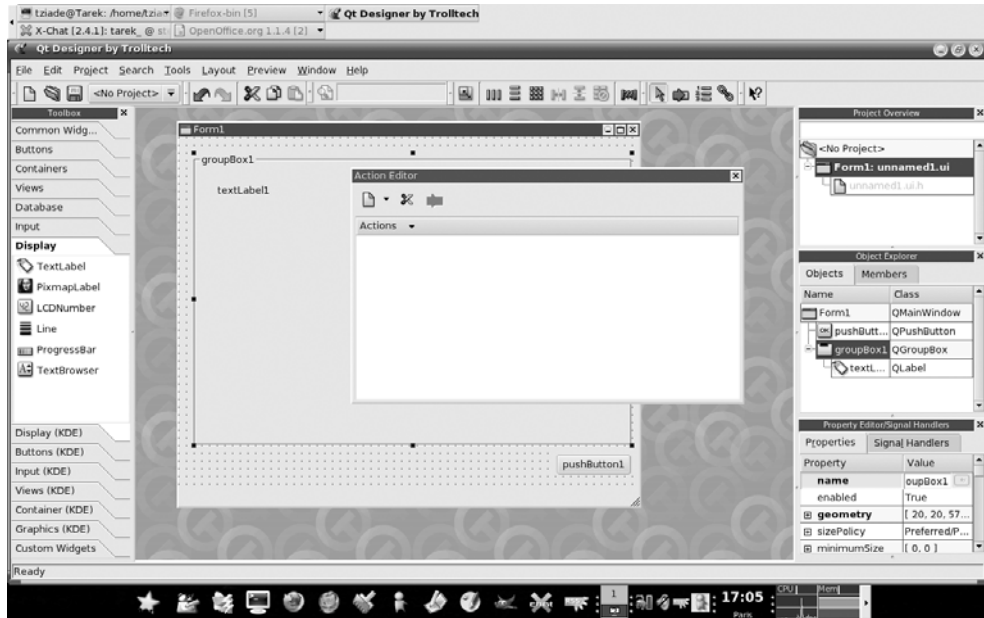 tziade@Tarek: /home/tzia
Firefox-bin [5]
Qt Designer by Trolltech
X-Chat [2.4.1]: tarek_ @ st
OpenOffice.org 1.1.4 [2]
Qt Designer by Trolltech
File Edit Project Search Tools Layout Preview Window Help
<No Project>
Toolbox
Common Widg...
Buttons
Containers
Views
Database
Input
Display
TextLabel
PixmapLabel
LCDNumber
Line
ProgressBar
TextBrowser
Display (KDE)
Buttons (KDE)
Input (KDE)
Views (KDE)
Container (KDE)
Graphics (KDE)
Custom Widgets
Form1
groupBox1
textLabel1
pushButton1
Action Editor
Actions
Project Overview
<No Project>
Form1: unnamed1.ui
unnamed1.ui.h
Object Explorer
Objects Members
Name Class
Form1 QMainWindow
pushButt... QPushButton
groupBox1 QGroupBox
textL... QLabel
Property Editor/Signal Handlers
Properties Signal Handlers
Property Value
name oupBox1
enabled True
geometry [ 20, 20, 57...
sizePolicy Preferred/P...
minimumSize [ 0, 0 ]
Ready
1
17:05
Paris
CPU
Mem